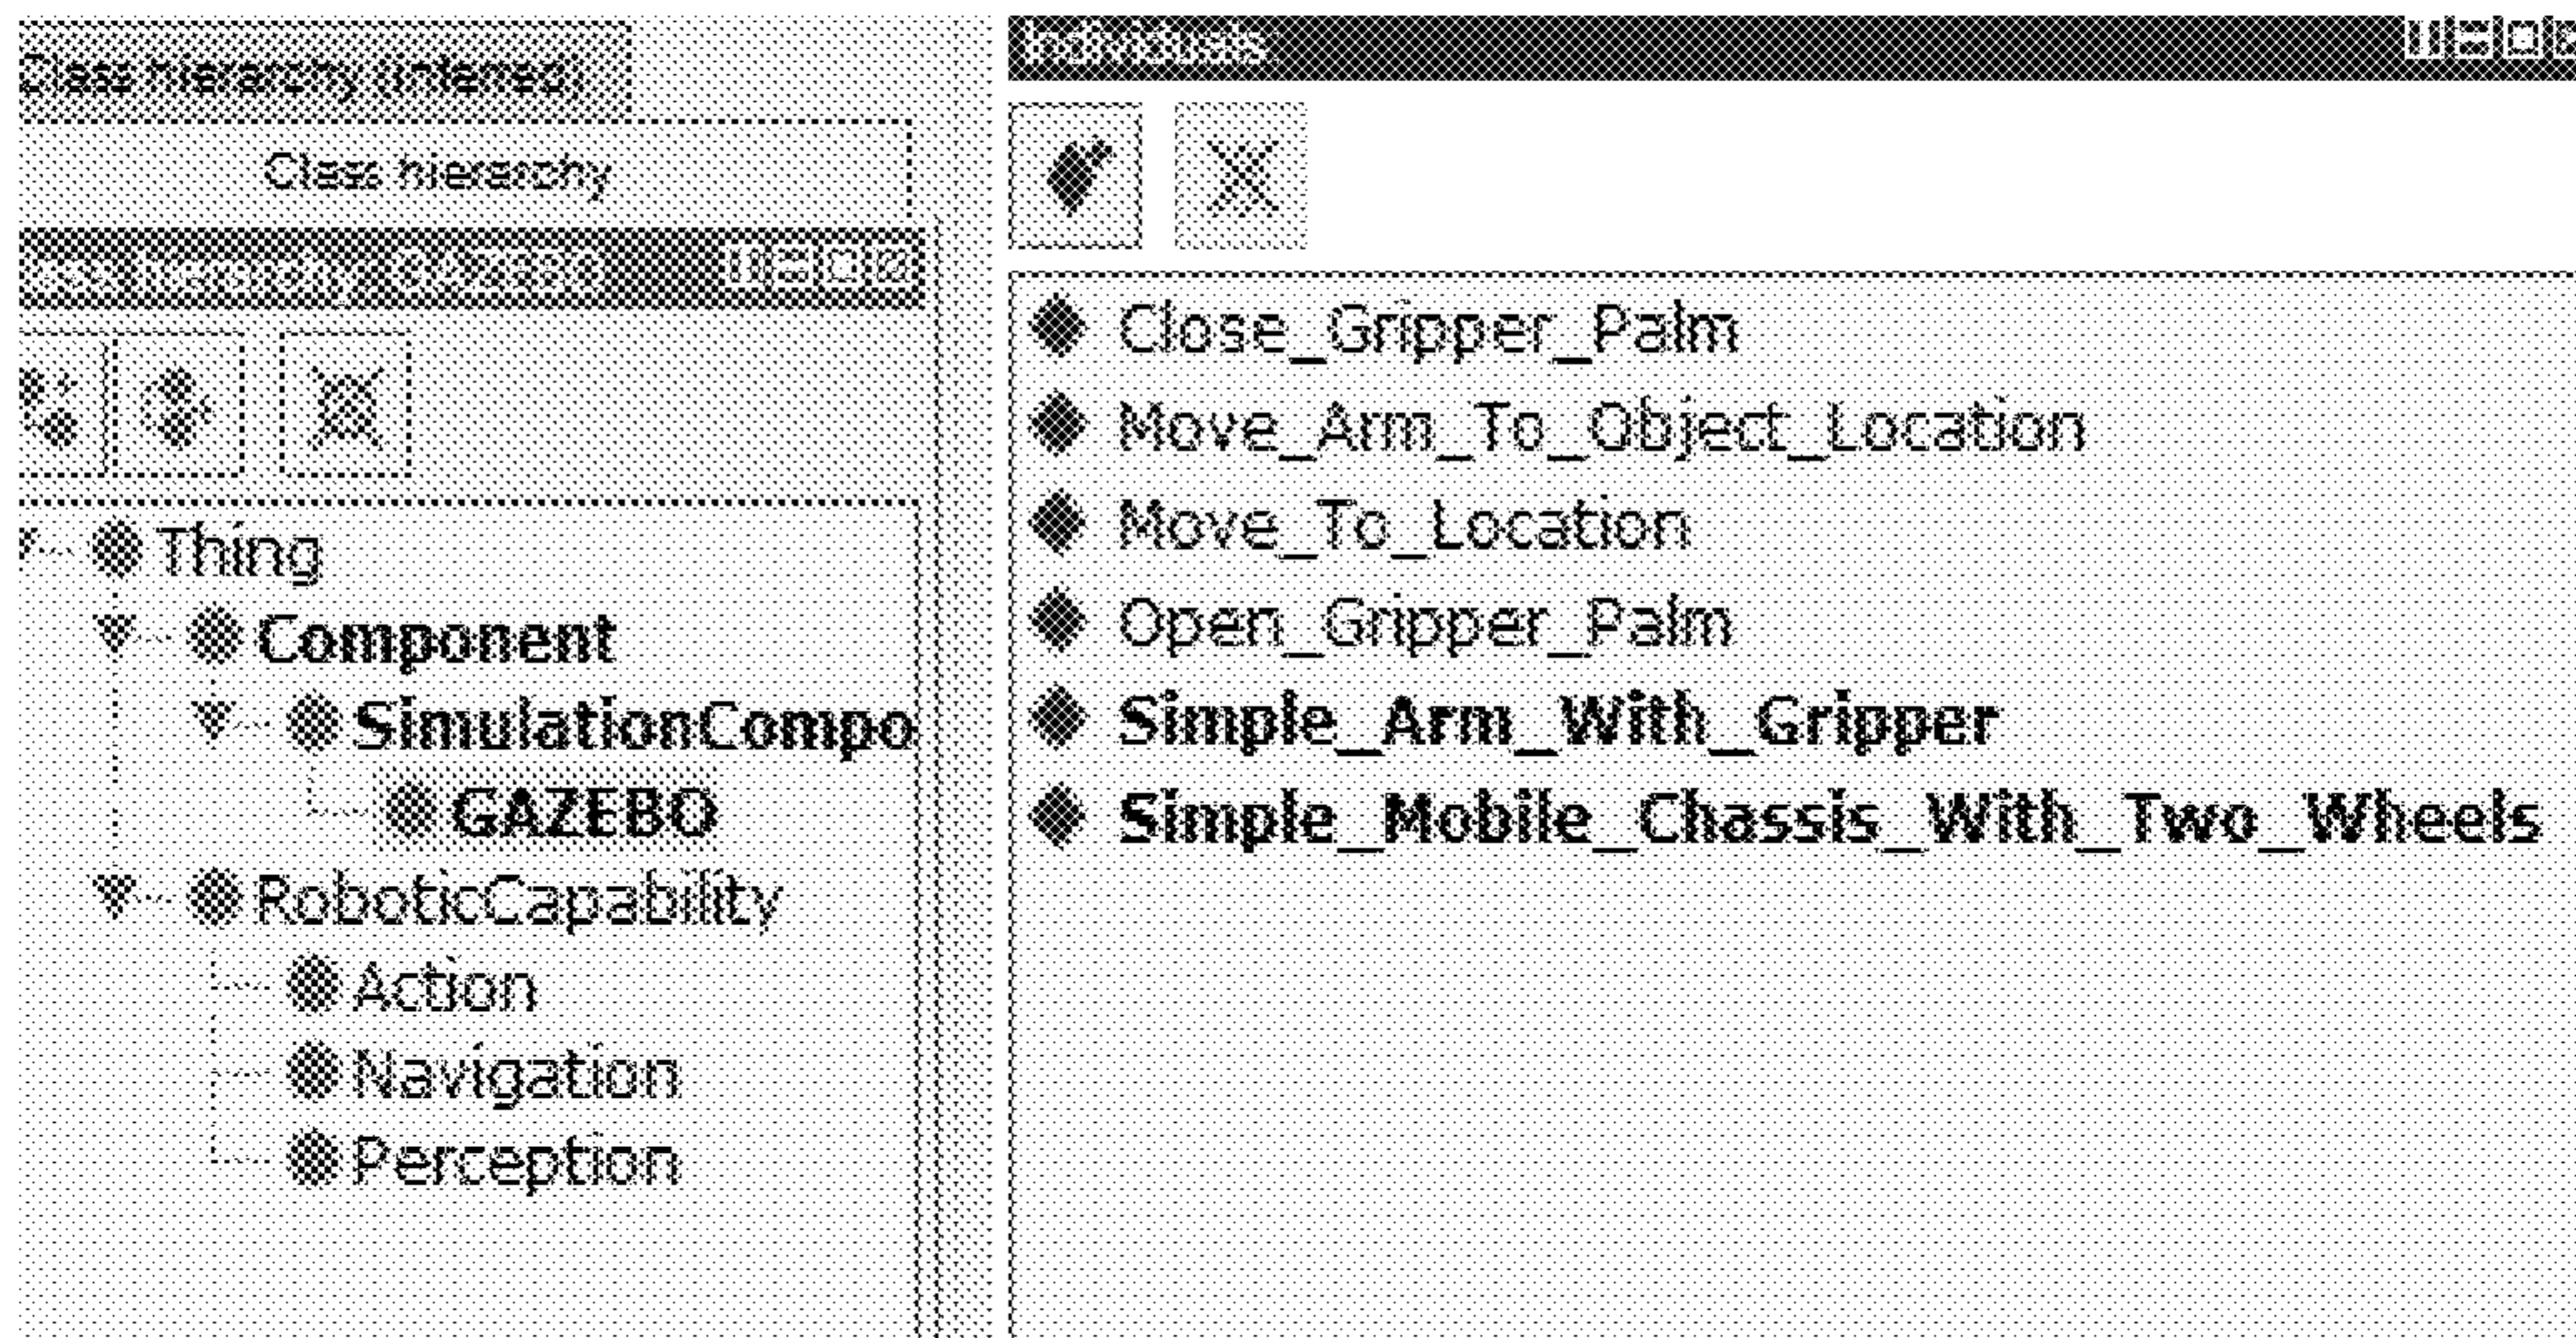 Class hierarchy (inferred)
Class hierarchy
Thing
Component
SimulationCompo
GAZEBO
RoboticCapability
Action
Navigation
Perception
Individuals:
Close_Gripper_Palm
Move_Arm_To_Object_Location
Move_To_Location
Open_Gripper_Palm
Simple_Arm_With_Gripper
Simple_Mobile_Chassis_With_Two_Wheels